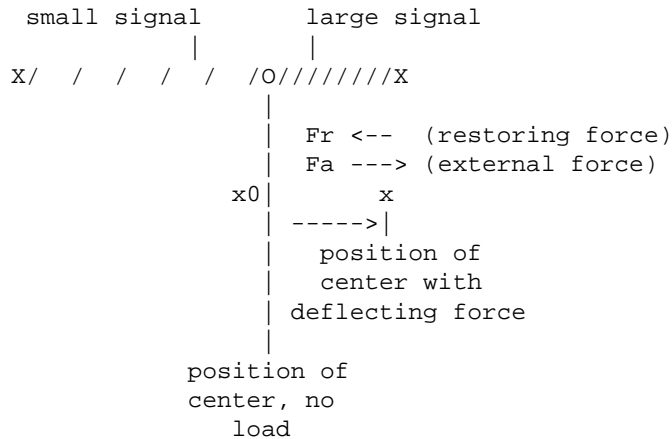 small signal large signal
| |
X/ / / / / /O////////X
|
| Fr <-- (restoring force)
| Fa ---> (external force)
x0| x
| ----->|
| position of
| center with
| deflecting force
|
position of
center, no
load